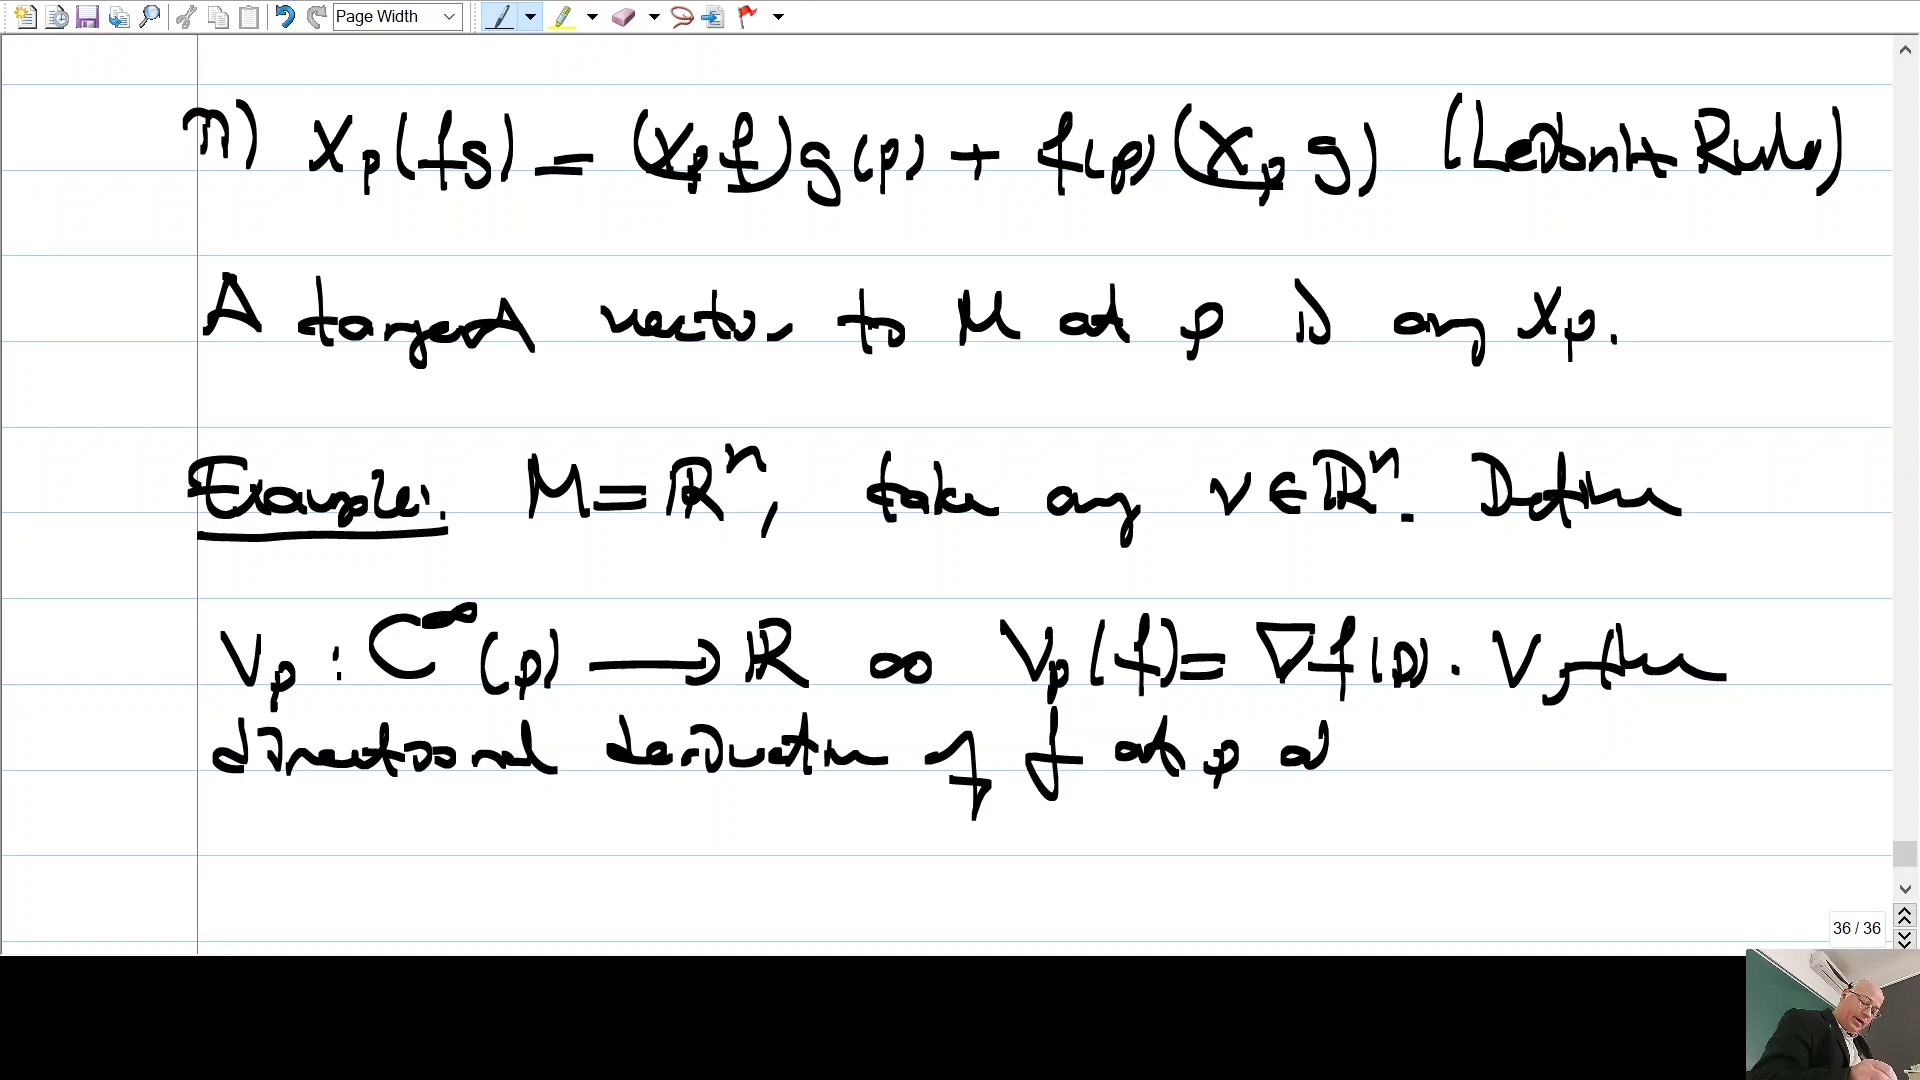 Page Width
ii) Xₚ(fg) = (Xₚf)g(p) + f(p)(Xₚg) (Leibnitz Rule)
A tangent vector to M at p is any Xₚ.
Example: M = ℝⁿ, take any v ∈ ℝⁿ. Define
Vₚ : C^∞(p) ⟶ ℝ as Vₚ(f) = ∇f(p) · V, the
directional derivative of f at p
36 / 36